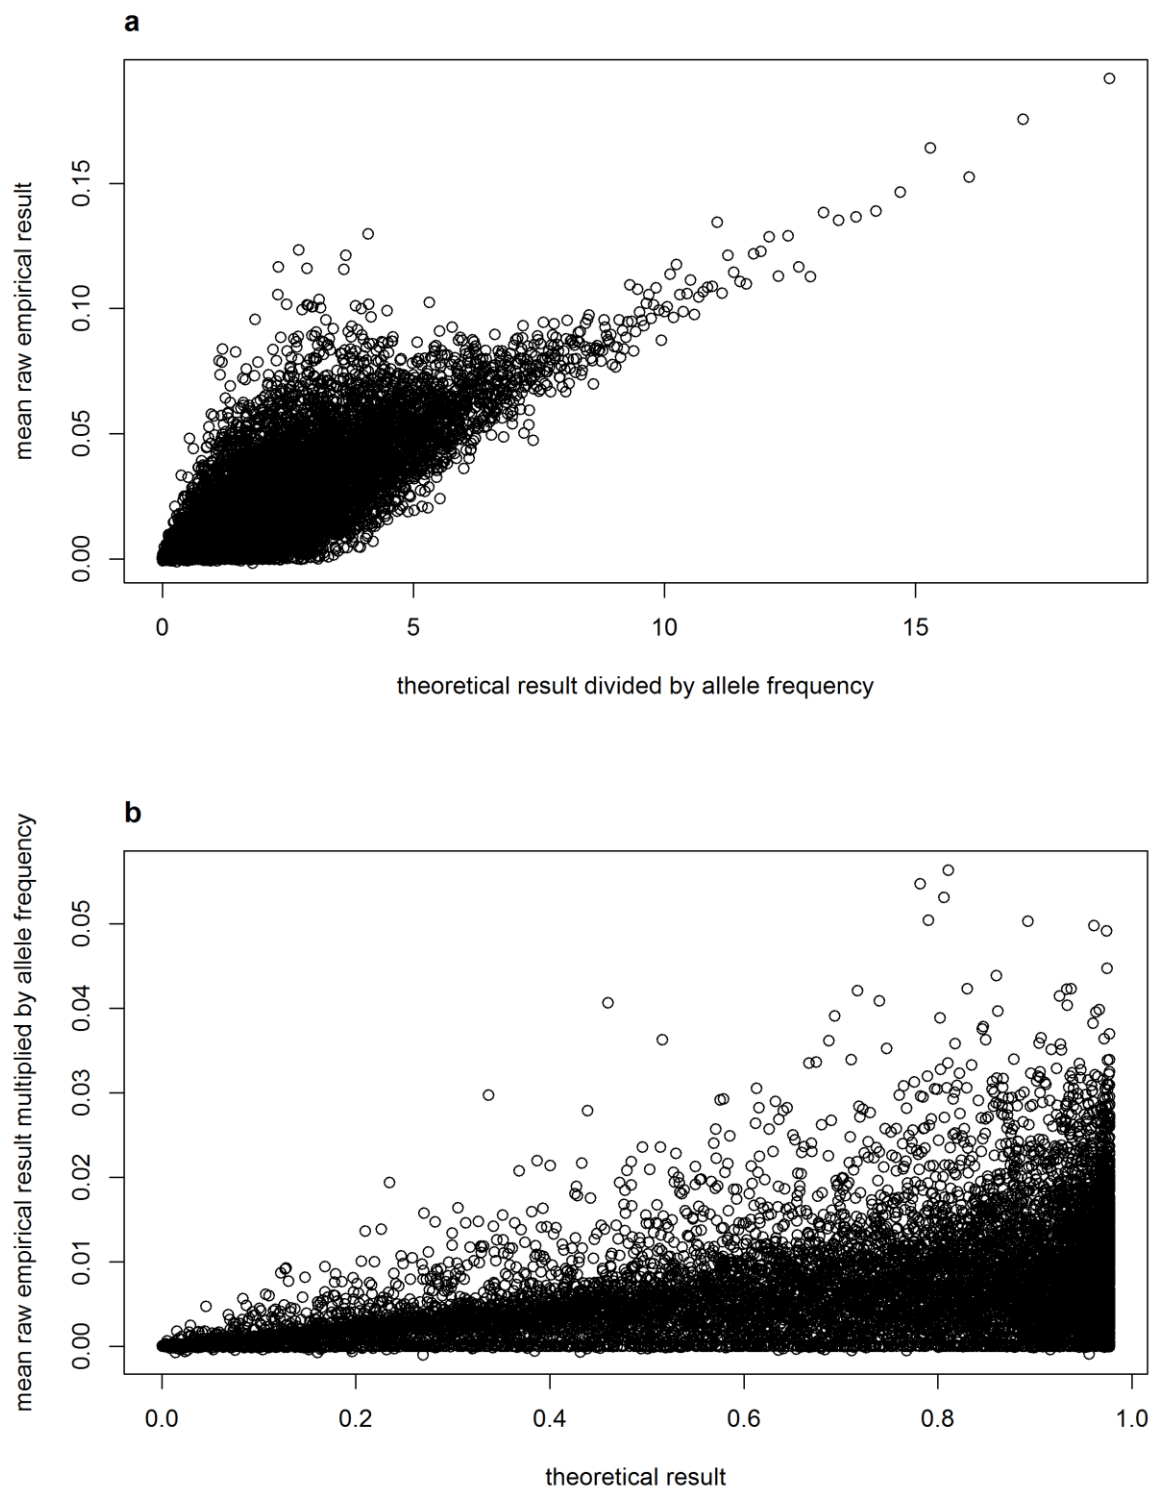 a
mean raw empirical result
0.15
0.10
0.05
0.00
0 5 10 15
theoretical result divided by allele frequency
b
mean raw empirical result multiplied by allele frequency
0.05
0.04
0.03
0.02
0.01
0.00
0.0 0.2 0.4 0.6 0.8 1.0
theoretical result